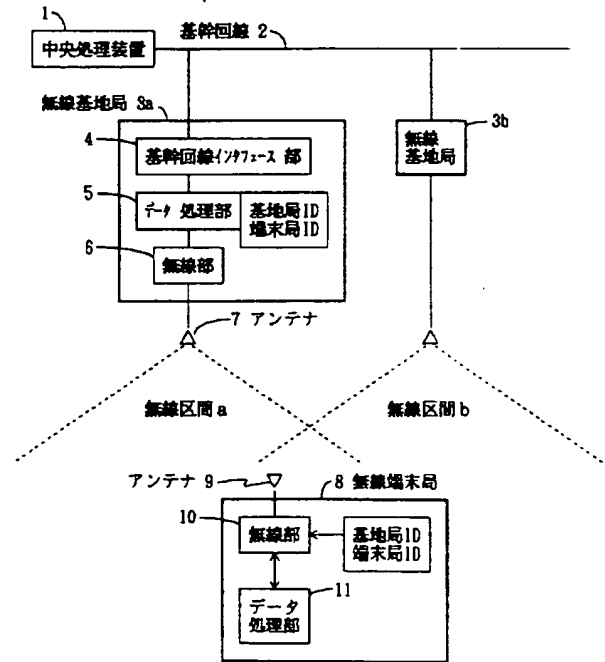 1
中央処理装置
基幹回線 2
無線基地局 3a
4
基幹回線インタフェース 部
5
データ 処理部
基地局ID
端末局ID
6
無線部
3b
無線
基地局
7 アンテナ
無線区間a
無線区間b
アンテナ 9
8 無線端末局
10
無線部
基地局ID
端末局ID
11
データ
処理部